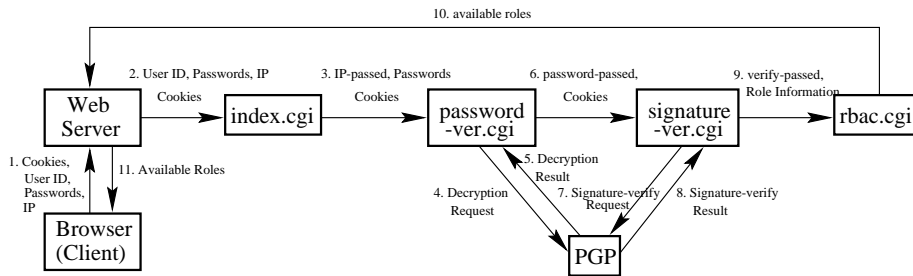 10. available roles
2. User ID, Passwords, IP
Cookies
3. IP-passed, Passwords
Cookies
6. password-passed,
Cookies
9. verify-passed,
Role Information
Web
Server
index.cgi
password
-ver.cgi
signature
-ver.cgi
rbac.cgi
1. Cookies,
User ID,
Passwords,
IP
11. Available Roles
5. Decryption
Result
4. Decryption
Request
7. Signature-verify
Request
8. Signature-verify
Result
Browser
(Client)
PGP